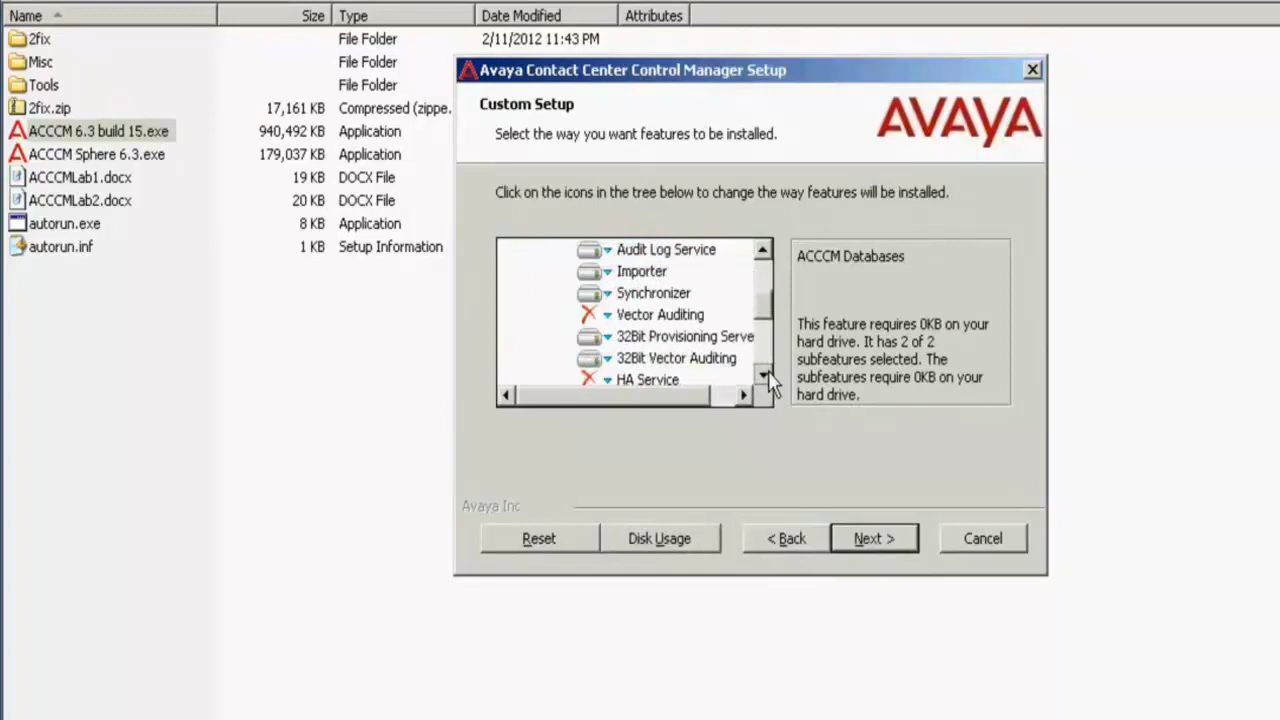 Name Size Type Date Modified Attributes
2fix File Folder 2/11/2012 11:43 PM
Misc File Folder
Tools File Folder
2fix.zip 17,161 KB Compressed (zippe.
ACCCM 6.3 build 15.exe 940,492 KB Application
ACCCM Sphere 6.3.exe 179,037 KB Application
ACCCMLab1.docx 19 KB DOCX File
ACCCMLab2.docx 20 KB DOCX File
autorun.exe 8 KB Application
autorun.inf 1 KB Setup Information
Avaya Contact Center Control Manager Setup
Custom Setup
Select the way you want features to be installed.
AVAYA
Click on the icons in the tree below to change the way features will be installed.
Audit Log Service
Importer
Synchronizer
Vector Auditing
32Bit Provisioning Serve
32Bit Vector Auditing
HA Service
ACCCM Databases
This feature requires 0KB on your
hard drive. It has 2 of 2
subfeatures selected. The
subfeatures require 0KB on your
hard drive.
Avaya Inc
Reset Disk Usage < Back Next > Cancel